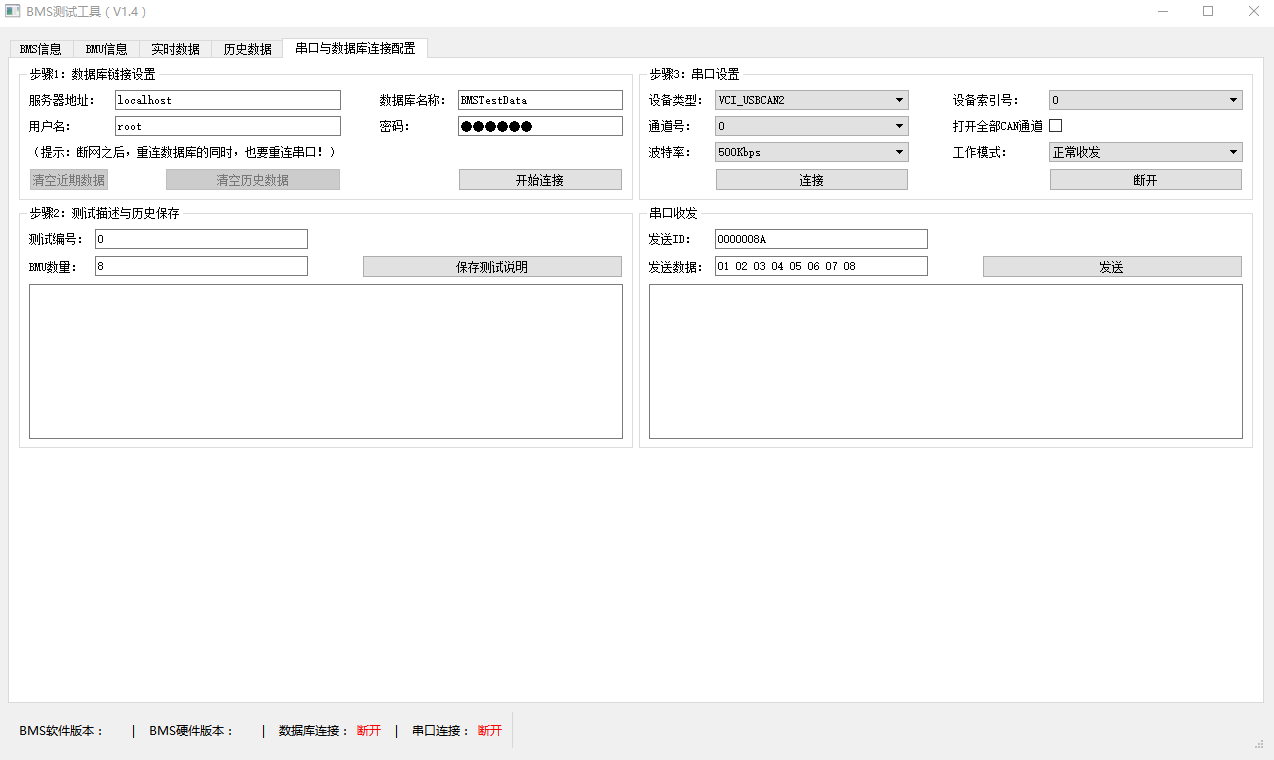 BMS测试工具（V1.4）
BMS信息 BMU信息 实时数据 历史数据 串口与数据库连接配置
步骤1：数据库链接设置
服务器地址： localhost 数据库名称： BMSTestData
用户名： root 密码： ●●●●●●
（提示：断网之后，重连数据库的同时，也要重连串口！）
清空近期数据 清空历史数据 开始连接
步骤2：测试描述与历史保存
测试编号： 0
BMU数量： 8 保存测试说明
步骤3：串口设置
设备类型： VCI_USBCAN2 设备索引号： 0
通道号： 0 打开全部CAN通道
波特率： 500Kbps 工作模式： 正常收发
连接 断开
串口收发
发送ID： 0000008A
发送数据： 01 02 03 04 05 06 07 08 发送
BMS软件版本： | BMS硬件版本： | 数据库连接： 断开 | 串口连接： 断开